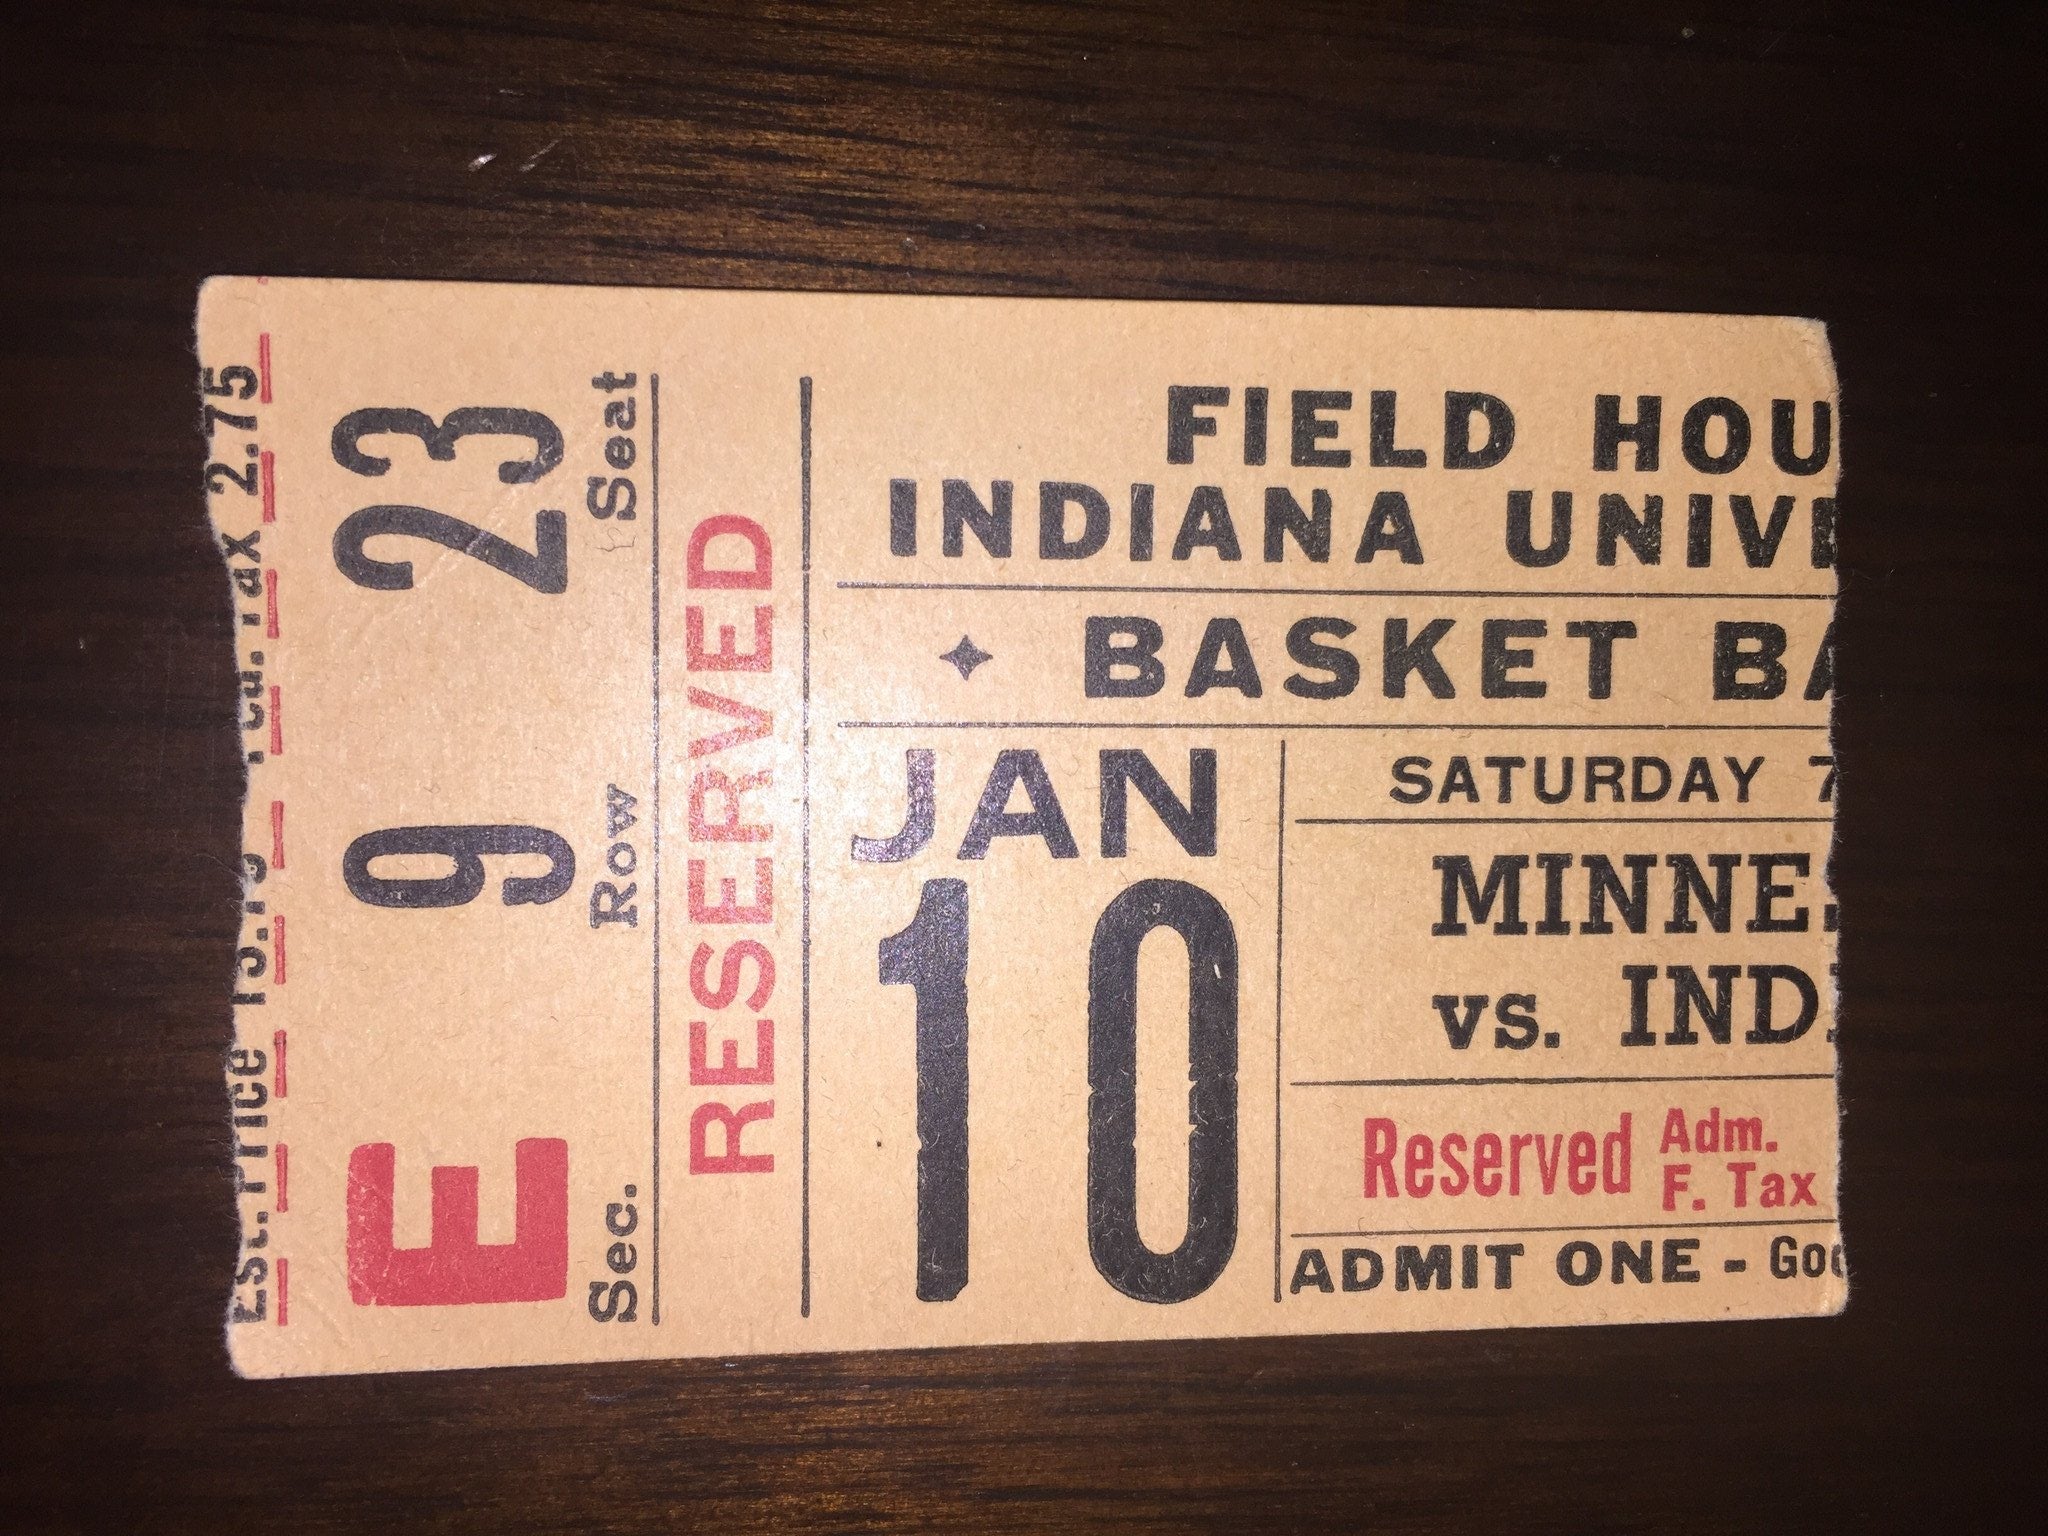 Est. Price Tax 2.75
E 9 23
Sec. Row Seat
RESERVED
FIELD HOU
INDIANA UNIV
BASKET BA
JAN
10
SATURDAY 7
MINNE
vs. IND
Reserved Adm.
F. Tax
ADMIT ONE - Goo